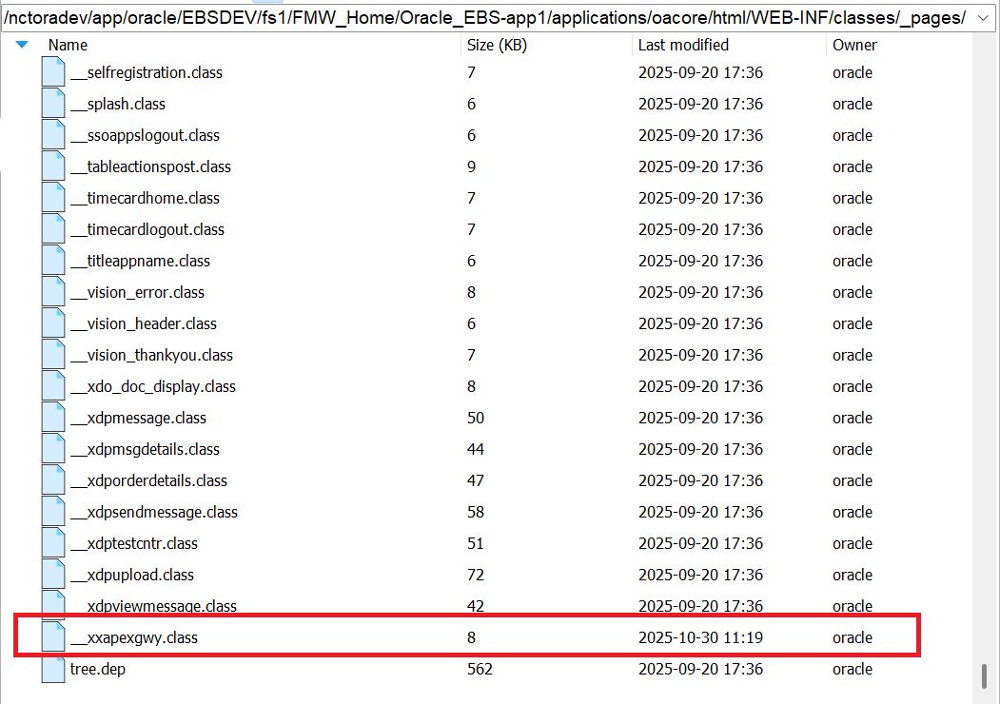 /nctoradev/app/oracle/EBSDEV/fs1/FMW_Home/Oracle_EBS-app1/applications/oacore/html/WEB-INF/classes/_pages/
Name Size (KB) Last modified Owner
__selfregistration.class 7 2025-09-20 17:36 oracle
__splash.class 6 2025-09-20 17:36 oracle
__ssoappslogout.class 6 2025-09-20 17:36 oracle
__tableactionspost.class 9 2025-09-20 17:36 oracle
__timecardhome.class 7 2025-09-20 17:36 oracle
__timecardlogout.class 7 2025-09-20 17:36 oracle
__titleappname.class 6 2025-09-20 17:36 oracle
__vision_error.class 8 2025-09-20 17:36 oracle
__vision_header.class 6 2025-09-20 17:36 oracle
__vision_thankyou.class 7 2025-09-20 17:36 oracle
__xdo_doc_display.class 8 2025-09-20 17:36 oracle
__xdpmessage.class 50 2025-09-20 17:36 oracle
__xdpmsgdetails.class 44 2025-09-20 17:36 oracle
__xdporderdetails.class 47 2025-09-20 17:36 oracle
__xdpsendmessage.class 58 2025-09-20 17:36 oracle
__xdptestcntr.class 51 2025-09-20 17:36 oracle
__xdpupload.class 72 2025-09-20 17:36 oracle
__xdpviewmessage.class 42 2025-09-20 17:36 oracle
__xxapexgwy.class 8 2025-10-30 11:19 oracle
tree.dep 562 2025-09-20 17:36 oracle